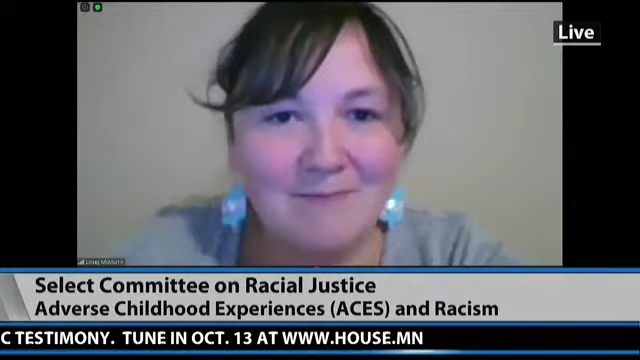 Live
Select Committee on Racial Justice
Adverse Childhood Experiences (ACES) and Racism
C TESTIMONY. TUNE IN OCT. 13 AT WWW.HOUSE.MN